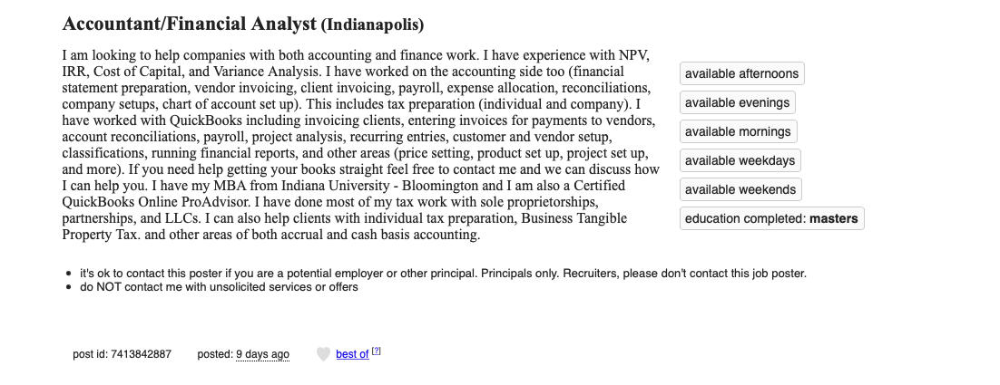 Accountant/Financial Analyst (Indianapolis)
I am looking to help companies with both accounting and finance work. I have experience with NPV,
IRR, Cost of Capital, and Variance Analysis. I have worked on the accounting side too (financial
statement preparation, vendor invoicing, client invoicing, payroll, expense allocation, reconciliations,
company setups, chart of account set up). This includes tax preparation (individual and company). I
have worked with QuickBooks including invoicing clients, entering invoices for payments to vendors,
account reconciliations, payroll, project analysis, recurring entries, customer and vendor setup,
classifications, running financial reports, and other areas (price setting, product set up, project set up,
and more). If you need help getting your books straight feel free to contact me and we can discuss how
I can help you. I have my MBA from Indiana University - Bloomington and I am also a Certified
QuickBooks Online ProAdvisor. I have done most of my tax work with sole proprietorships,
partnerships, and LLCs. I can also help clients with individual tax preparation, Business Tangible
Property Tax. and other areas of both accrual and cash basis accounting.
available afternoons
available evenings
available mornings
available weekdays
available weekends
education completed: masters
• it's ok to contact this poster if you are a potential employer or other principal. Principals only. Recruiters, please don't contact this job poster.
• do NOT contact me with unsolicited services or offers
post id: 7413842887 posted: 9 days ago best of [?]